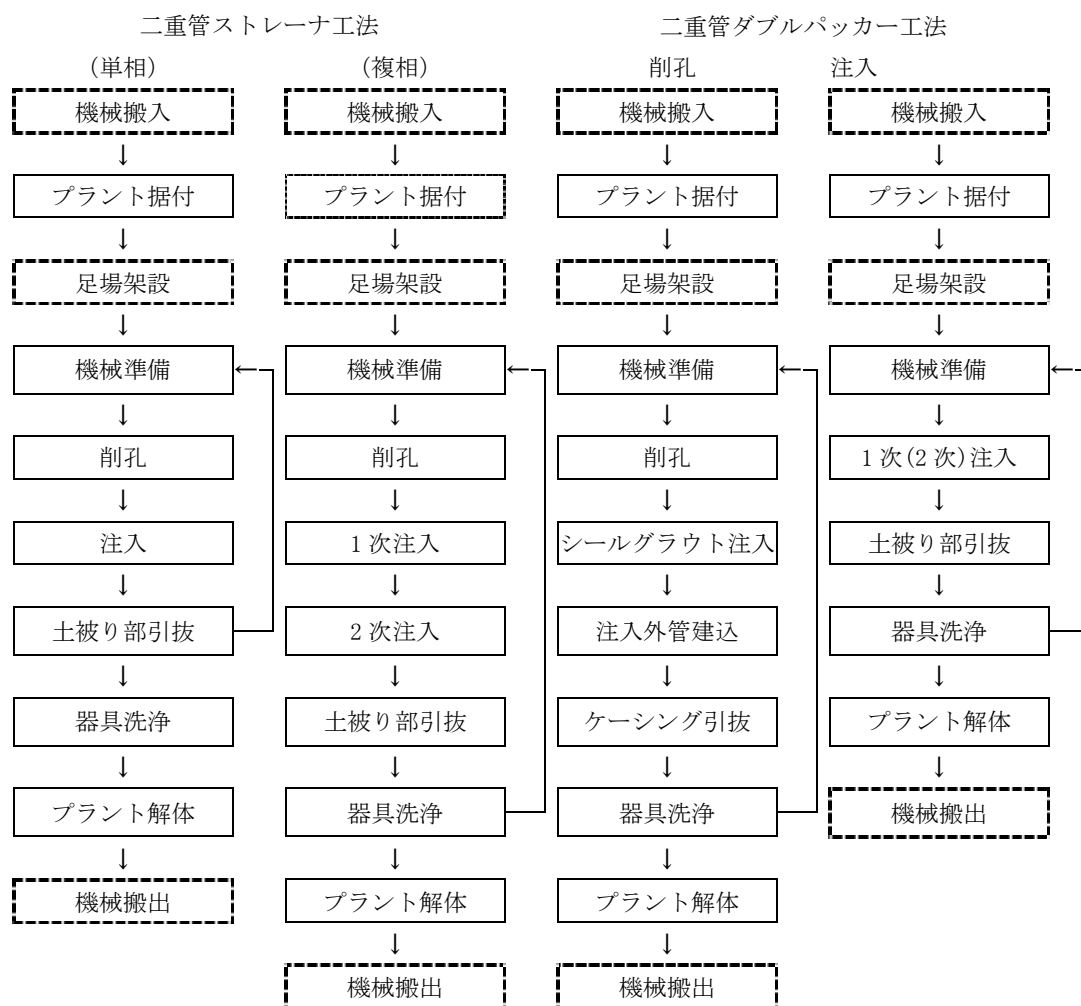 二重管ストレーナ工法
二重管ダブルパッカー工法
(単相)
機械搬入
↓
プラント据付
↓
足場架設
↓
機械準備
↓
削孔
↓
注入
↓
土被り部引抜
↓
器具洗浄
↓
プラント解体
↓
機械搬出
(複相)
機械搬入
↓
プラント据付
↓
足場架設
↓
機械準備
↓
削孔
↓
1次注入
↓
2次注入
↓
土被り部引抜
↓
器具洗浄
↓
プラント解体
↓
機械搬出
削孔
機械搬入
↓
プラント据付
↓
足場架設
↓
機械準備
↓
削孔
↓
シールグラウト注入
↓
注入外管建込
↓
ケーシング引抜
↓
器具洗浄
↓
プラント解体
↓
機械搬出
注入
機械搬入
↓
プラント据付
↓
足場架設
↓
機械準備
↓
1次(2次)注入
↓
土被り部引抜
↓
器具洗浄
↓
プラント解体
↓
機械搬出